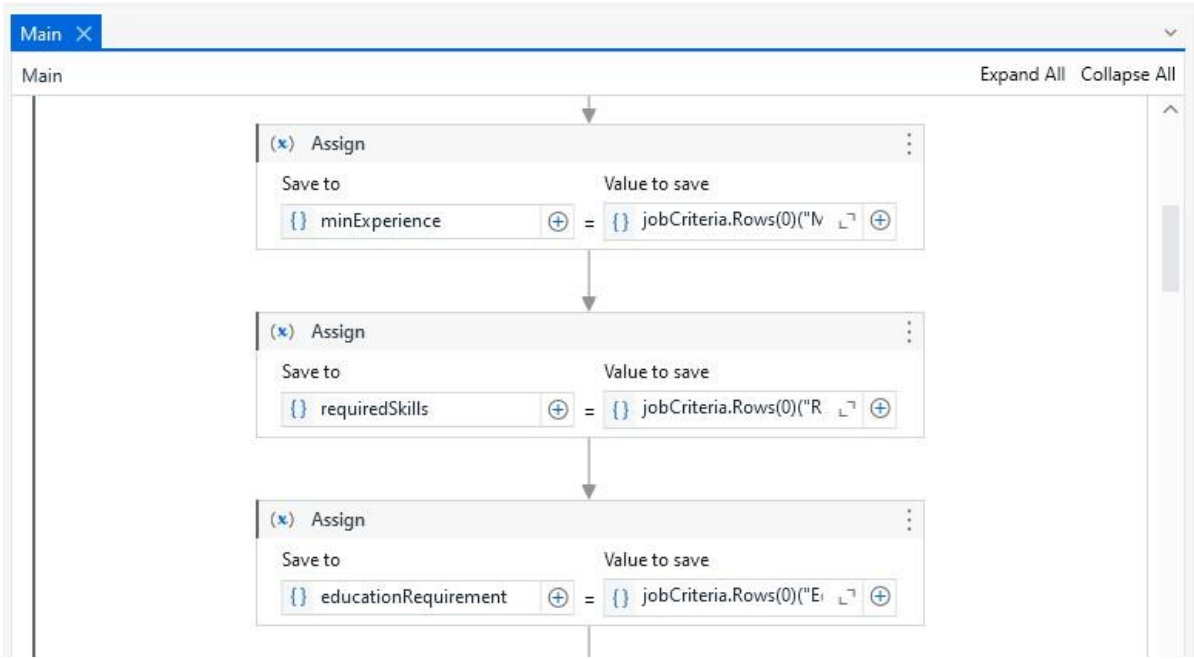 Main
Main Expand All Collapse All
(x) Assign
Save to Value to save
{} minExperience = {} jobCriteria.Rows(0)("M
(x) Assign
Save to Value to save
{} requiredSkills = {} jobCriteria.Rows(0)("R
(x) Assign
Save to Value to save
{} educationRequirement = {} jobCriteria.Rows(0)("E